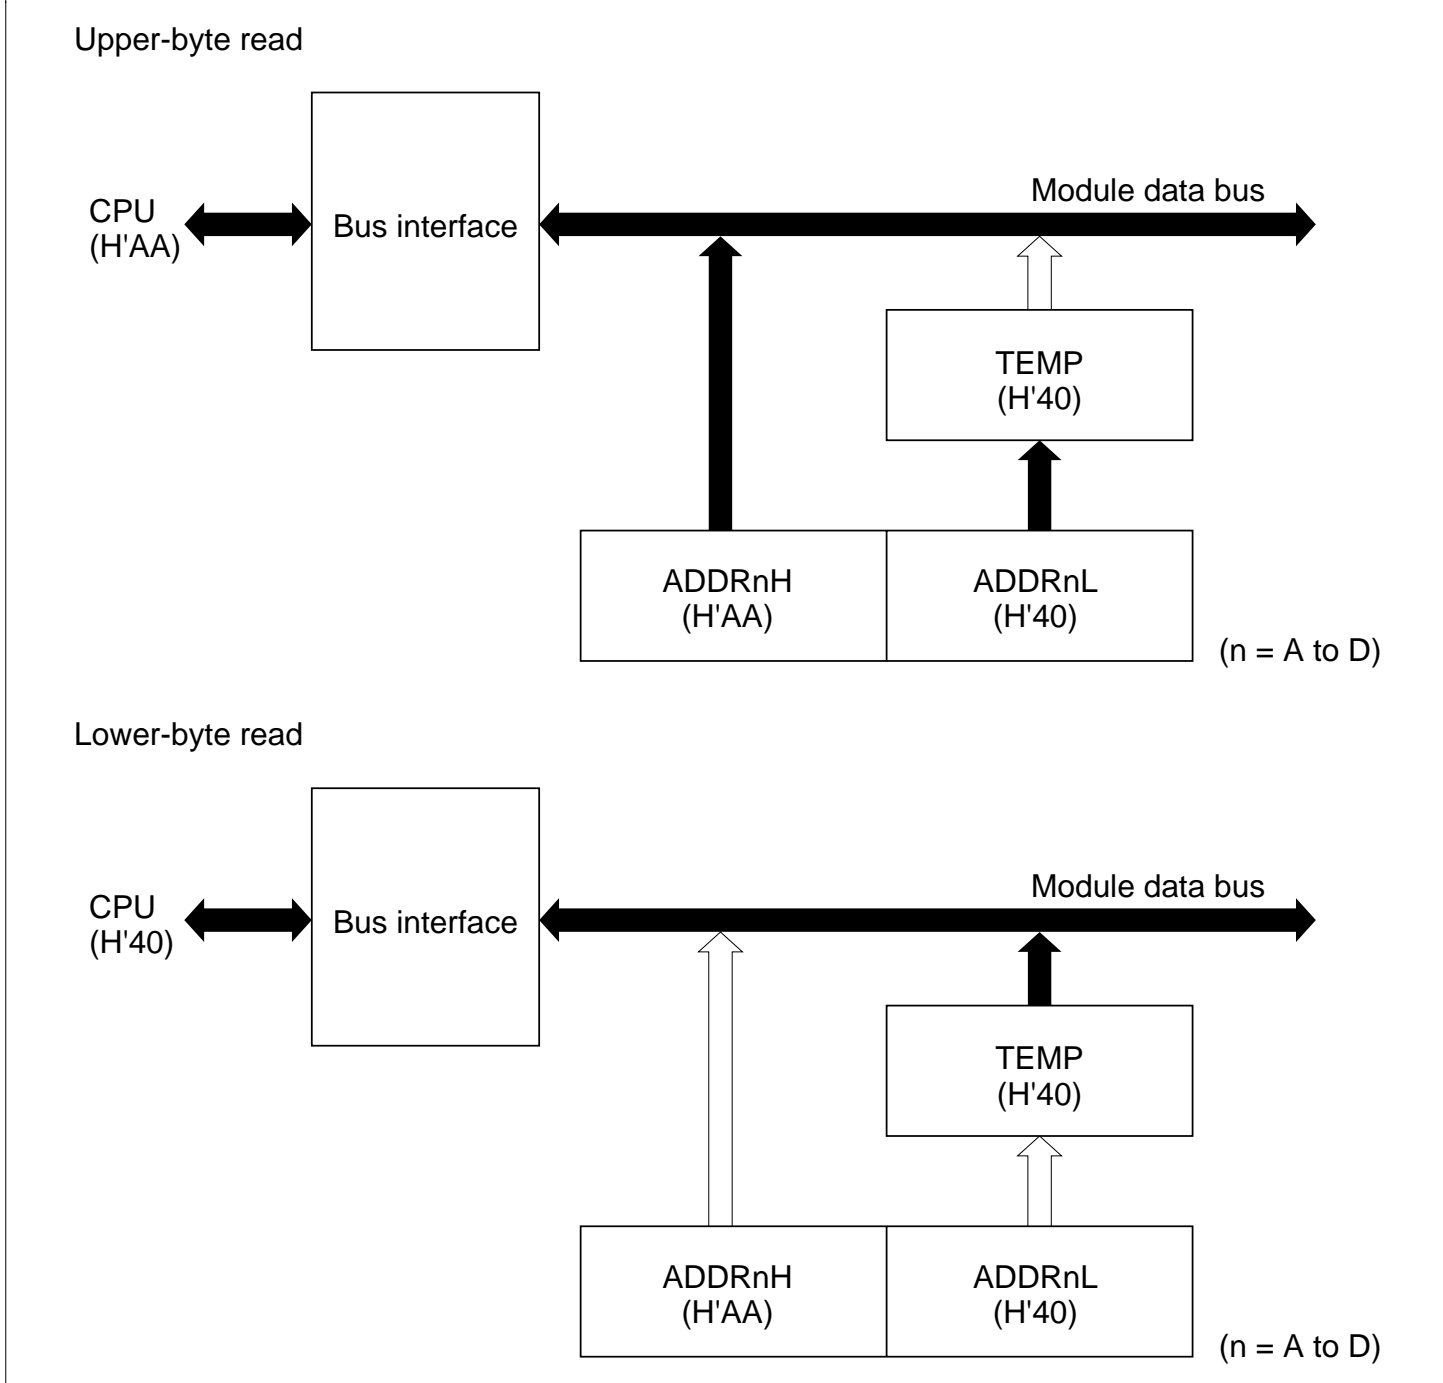 Upper-byte read
Module data bus
CPU
(H'AA)
Bus interface
TEMP
(H'40)
ADDRnH
(H'AA)
ADDRnL
(H'40)
(n = A to D)
Lower-byte read
Module data bus
CPU
(H'40)
Bus interface
TEMP
(H'40)
ADDRnH
(H'AA)
ADDRnL
(H'40)
(n = A to D)